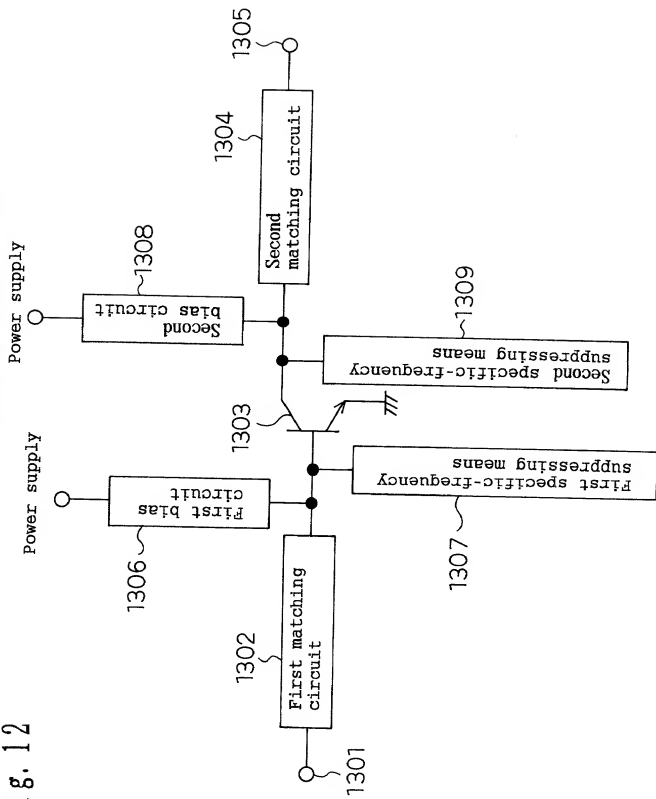 .g. 12
Power supply
Power supply
1306
First bias
circuit
Second
bias circuit
1308
1301
1302
First matching
circuit
1303
Second
matching circuit
1304
1305
1307
First specific-frequency
suppressing means
Second specific-frequency
suppressing means
1309